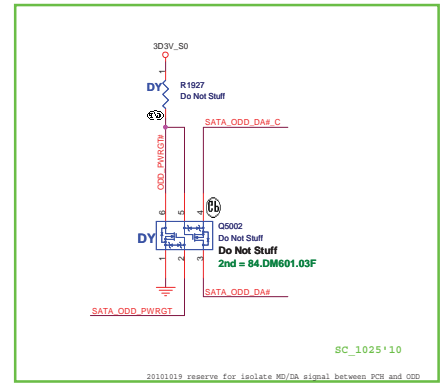 3D3V_S0
1
DY
R1927
Do Not Stuff
SATA_ODD_DA#_C
ODD_PWRGT#
6
5
4
Q5002
DY
Do Not Stuff
Do Not Stuff
2nd = 84.DM601.03F
1
2
3
SATA_ODD_DA#
SATA_ODD_PWRGT
SC_1025'10
20101019 reserve for isolate MD/DA signal between PCH and ODD